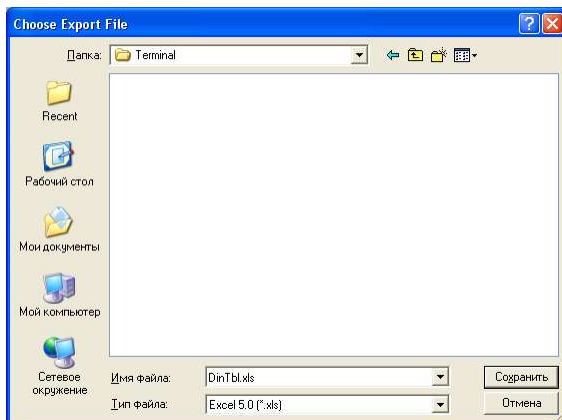 Choose Export File
Папка: Terminal
Recent
Рабочий стол
Мои документы
Мой компьютер
Сетевое
окружение
Имя файла: DinTbl.xls Сохранить
Тип файла: Excel 5.0 (*.xls) Отмена